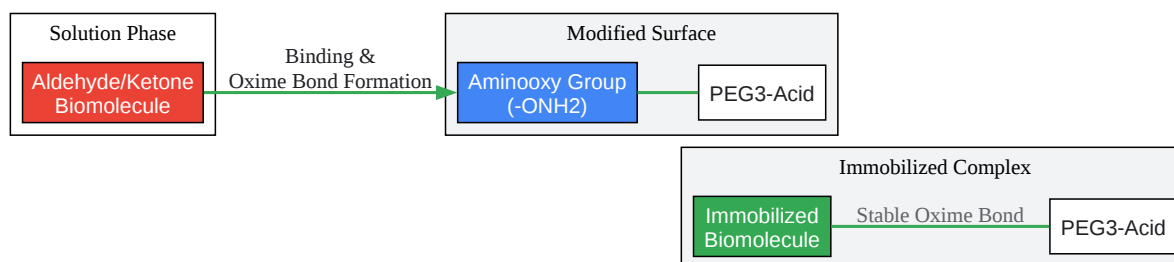 Solution Phase
Aldehyde/Ketone
Biomolecule
Binding &
Oxime Bond Formation
Modified Surface
Aminooxy Group
(-ONH2)
PEG3-Acid
Immobilized Complex
Immobilized
Biomolecule
Stable Oxime Bond
PEG3-Acid